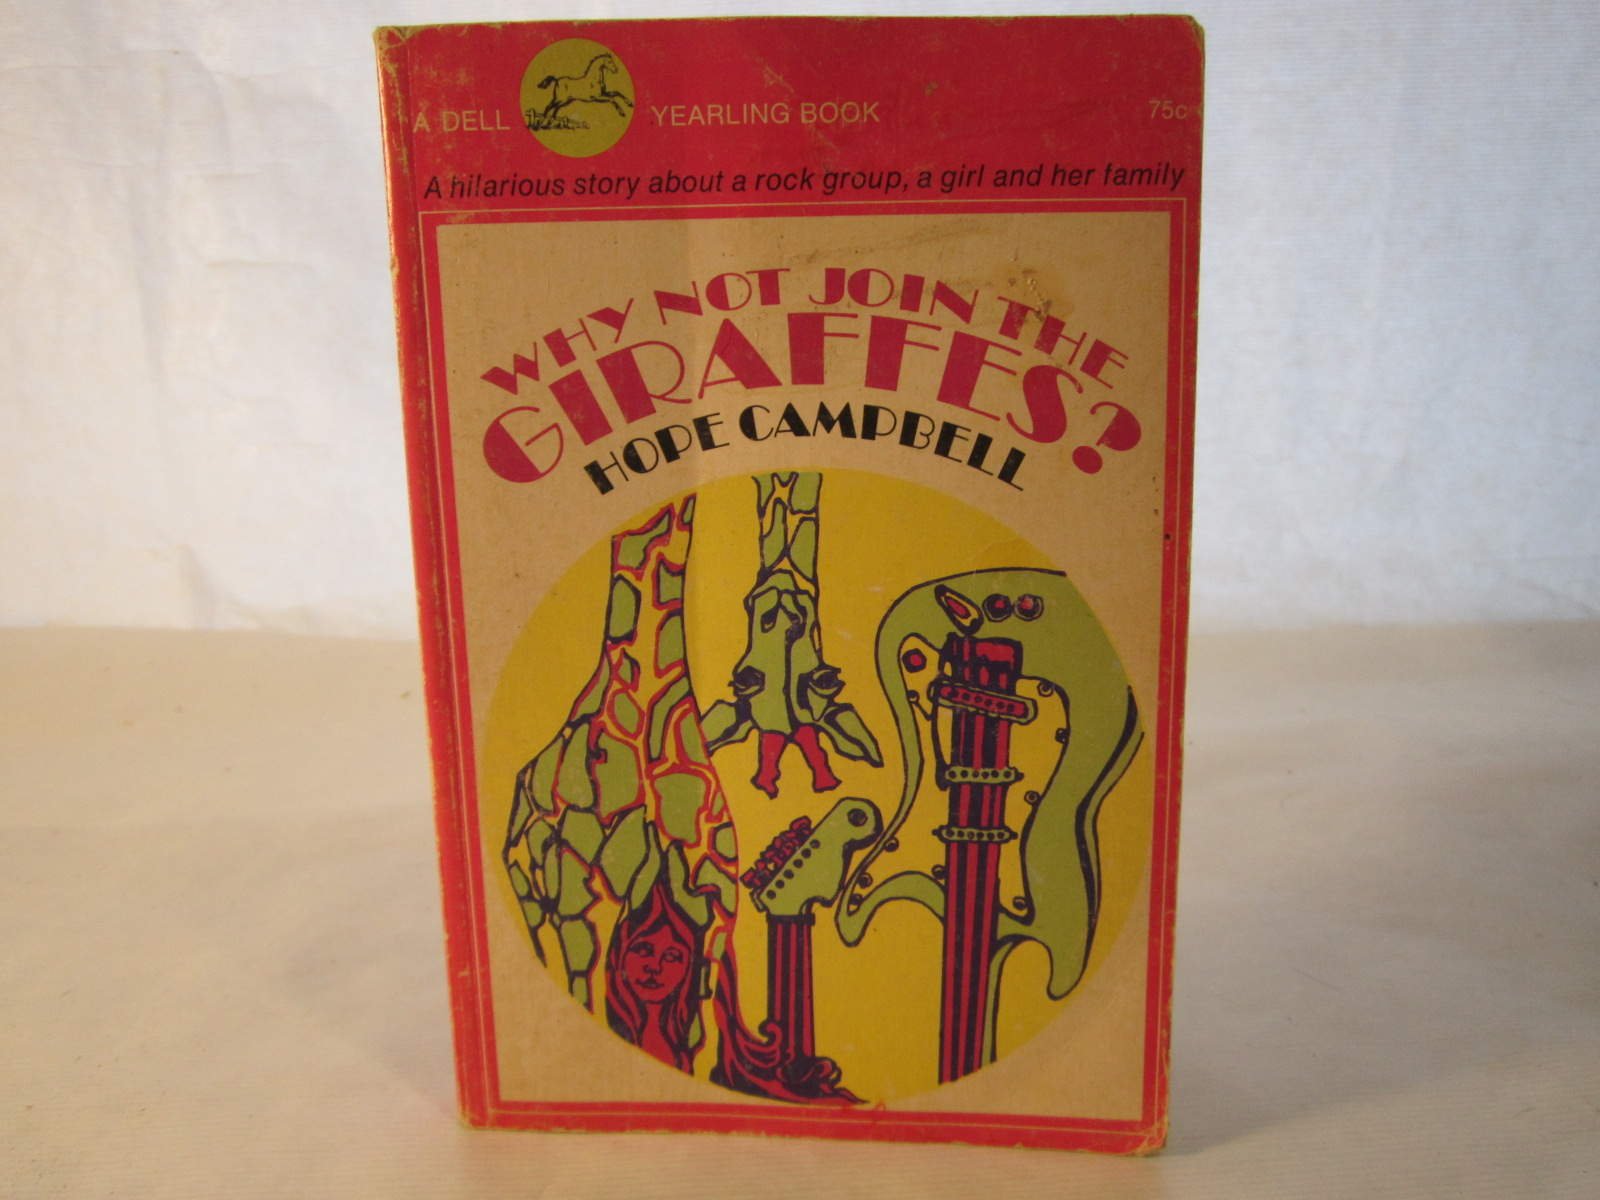 A DELL YEARLING BOOK 75c
A hilarious story about a rock group, a girl and her family
WHY NOT JOIN THE
GIRAFFES?
HOPE CAMPBELL